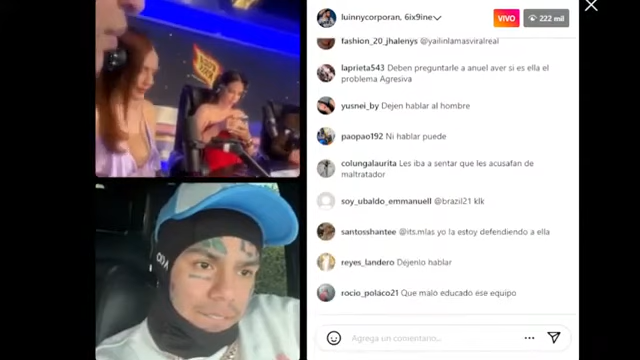 luinnycorporan, 6ix9ine
VIVO
222 mil
fashion_20_jhalenys @yailinlamasviralreal
laprieta543 Deben preguntarle a anuel aver si es ella el
problema Agresiva
yusnei_by Dejen hablar al hombre
paopao192 Ni hablar puede
colungalaurita Les iba a sentar que les acusafan de
maltratador
soy_ubaldo_emmanuell @brazil21 klk
santosshantee @its.mlas yo la estoy defendiendo a ella
reyes_landero Déjenlo hablar
rocio_polaco21 Que malo educado ese equipo
Agrega un comentario...